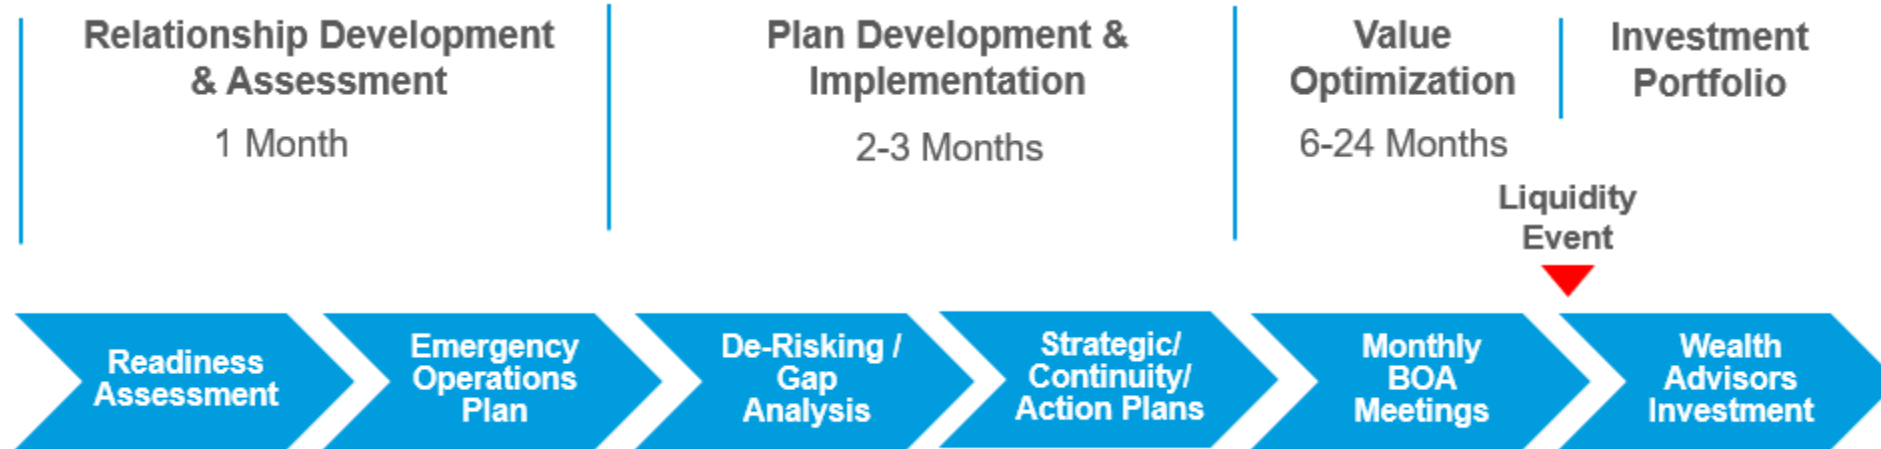 Relationship Development
& Assessment
1 Month
Plan Development &
Implementation
2-3 Months
Value
Optimization
6-24 Months
Investment
Portfolio
Liquidity
Event
Readiness
Assessment
Emergency
Operations
Plan
De-Risking /
Gap
Analysis
Strategic/
Continuity/
Action Plans
Monthly
BOA
Meetings
Wealth
Advisors
Investment